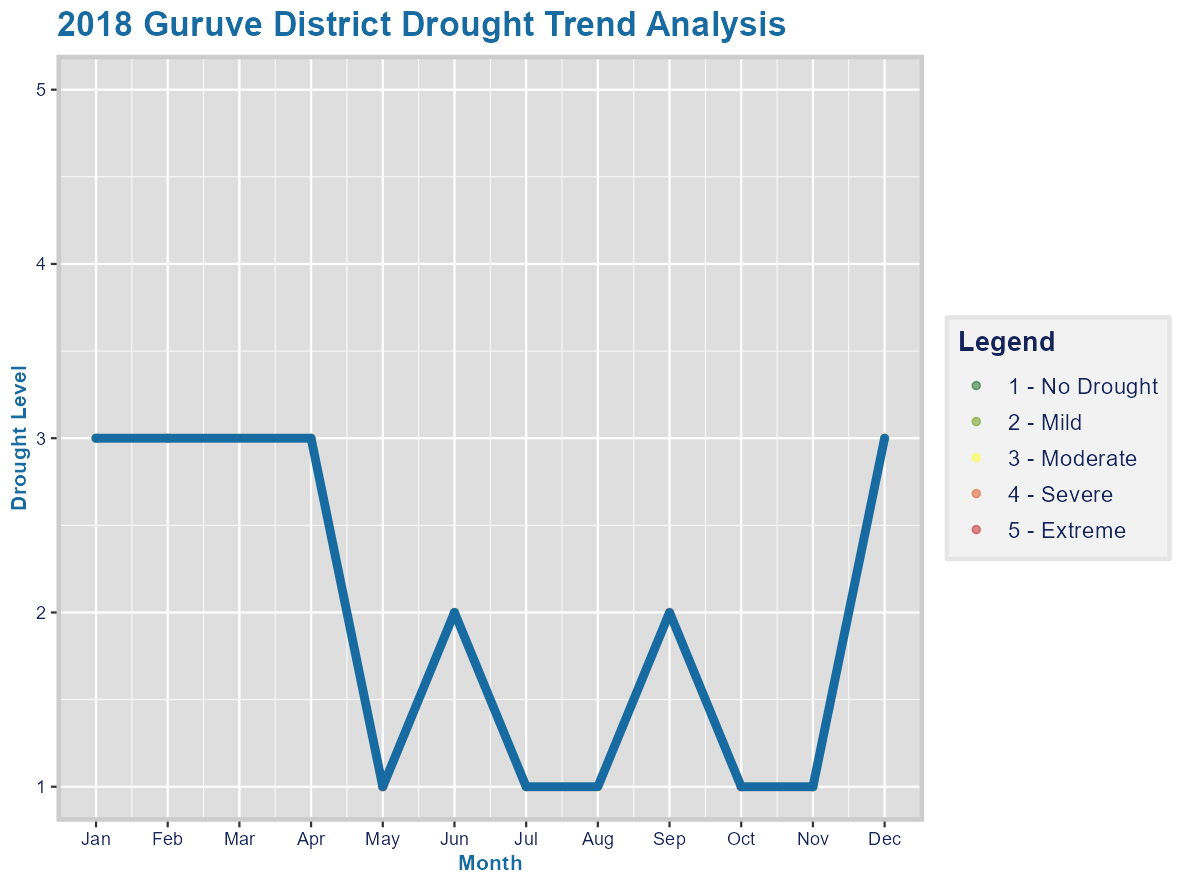 2018 Guruve District Drought Trend Analysis
5
4
3
2
1
Drought Level
Jan Feb Mar Apr May Jun Jul Aug Sep Oct Nov Dec
Month
Legend
1 - No Drought
2 - Mild
3 - Moderate
4 - Severe
5 - Extreme